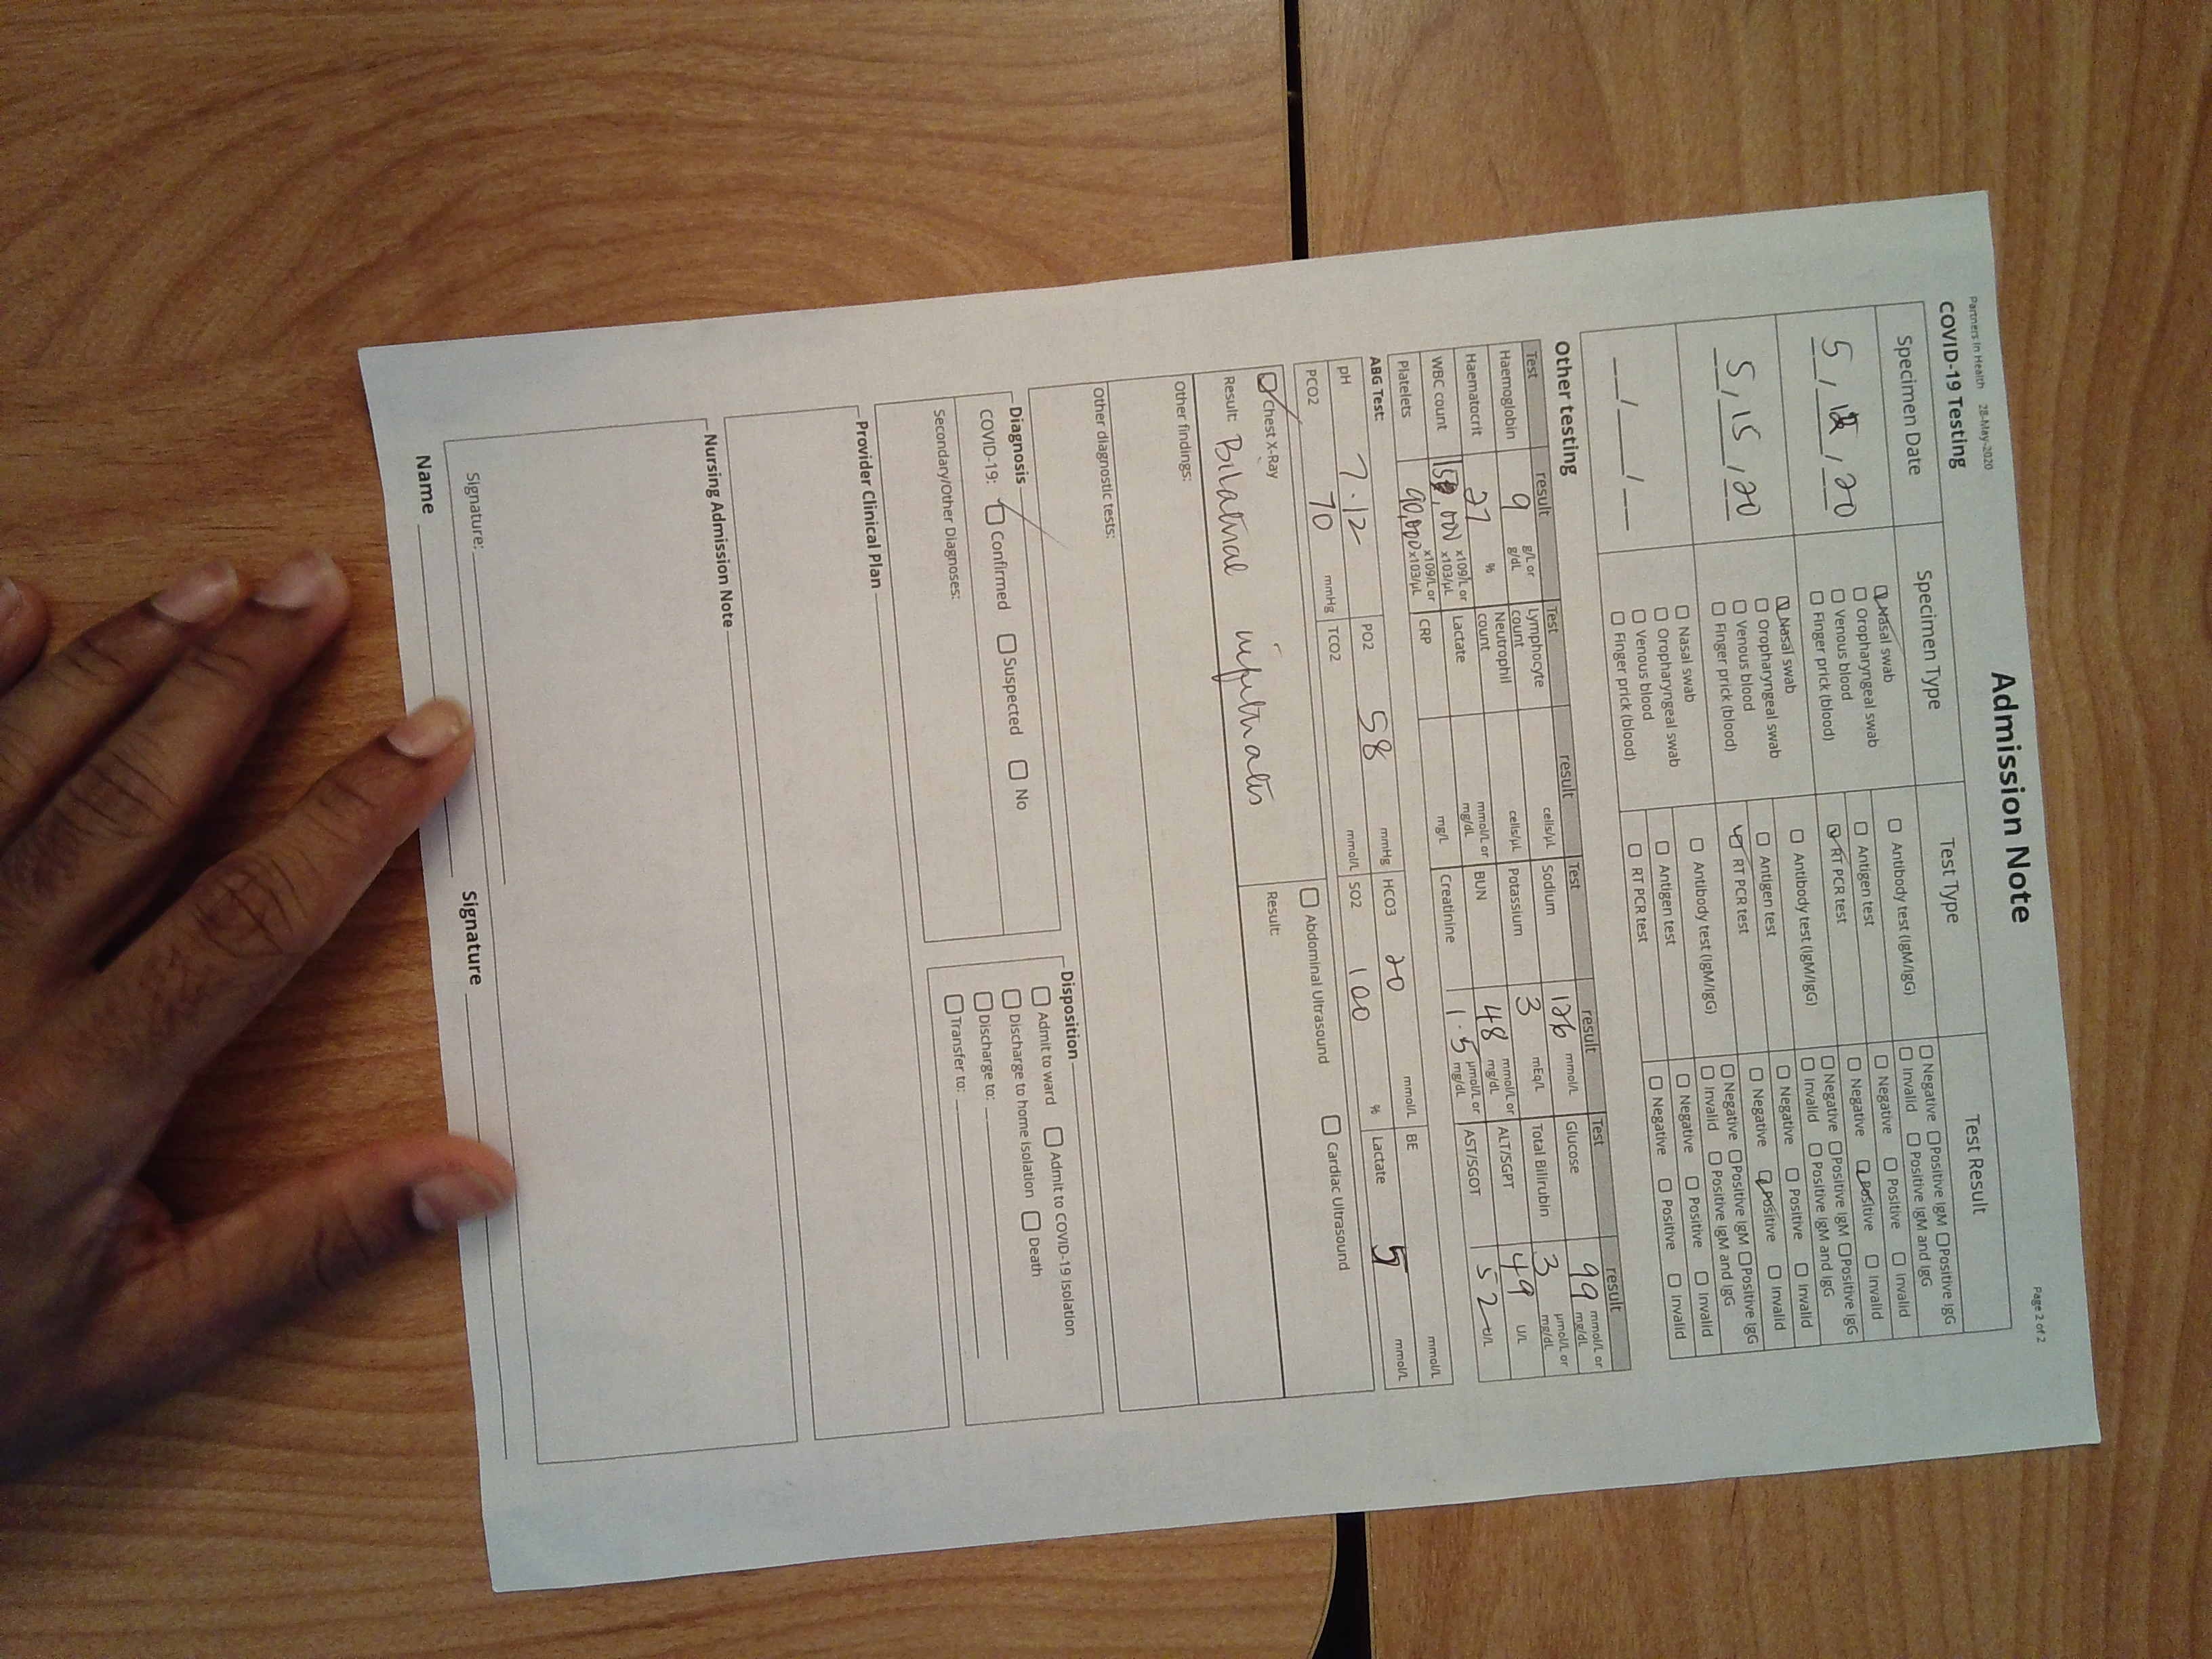 Partners In Health 28-May-2020
Page 2 of 2
Admission Note
COVID-19 Testing
Specimen Date Specimen Type Test Type Test Result
5 / 12 / 20
☑ Nasal swab
☐ Oropharyngeal swab
☐ Venous blood
☐ Finger prick (blood)
☐ Antibody test (IgM/IgG)
☐ Antigen test
☑ RT PCR test
☐ Negative ☐ Positive IgM ☐ Positive IgG
☐ Invalid ☐ Positive IgM and IgG
☐ Negative ☐ Positive ☐ Invalid
☐ Negative ☑ Positive ☐ Invalid
5 / 15 / 20
☑ Nasal swab
☐ Oropharyngeal swab
☐ Venous blood
☐ Finger prick (blood)
☐ Antibody test (IgM/IgG)
☐ Antigen test
☑ RT PCR test
☐ Negative ☐ Positive IgM ☐ Positive IgG
☐ Invalid ☐ Positive IgM and IgG
☐ Negative ☐ Positive ☐ Invalid
☐ Negative ☑ Positive ☐ Invalid
__ / __ / __
☐ Nasal swab
☐ Oropharyngeal swab
☐ Venous blood
☐ Finger prick (blood)
☐ Antibody test (IgM/IgG)
☐ Antigen test
☐ RT PCR test
☐ Negative ☐ Positive IgM ☐ Positive IgG
☐ Invalid ☐ Positive IgM and IgG
☐ Negative ☐ Positive ☐ Invalid
☐ Negative ☐ Positive ☐ Invalid
Other testing
Test result Test result Test result Test result
Haemoglobin 9 g/L or g/dL Lymphocyte count cells/µL Sodium 126 mmol/L Glucose 99 mmol/L or mg/dL
Haematocrit 27 % Neutrophil count cells/µL Potassium 3 mEq/L Total Bilirubin 3 µmol/L or mg/dL
WBC count ,000 x109/L or x103/µL Lactate mmol/L or mg/dL BUN 48 mmol/L or mg/dL ALT/SGPT 49 U/L
Platelets 90,000 x109/L or x103/µL CRP mg/L Creatinine 1.5 µmol/L or mg/dL AST/SGOT 52 U/L
ABG Test:
pH 7.12 PO2 58 mmHg HCO3 20 mmol/L BE mmol/L
PCO2 70 mmHg TCO2 mmol/L SO2 100 % Lactate 5 mmol/L
☑ Chest X-Ray ☐ Abdominal Ultrasound ☐ Cardiac Ultrasound
Result: Bilateral infiltrates Result:
Other findings:
Other diagnostic tests:
Diagnosis
COVID-19: ☑ Confirmed ☐ Suspected ☐ No
Secondary/Other Diagnoses:
Disposition
☐ Admit to ward ☐ Admit to COVID-19 Isolation
☐ Discharge to home isolation ☐ Death
☐ Discharge to:
☐ Transfer to:
Provider Clinical Plan
Nursing Admission Note
Signature:
Name Signature